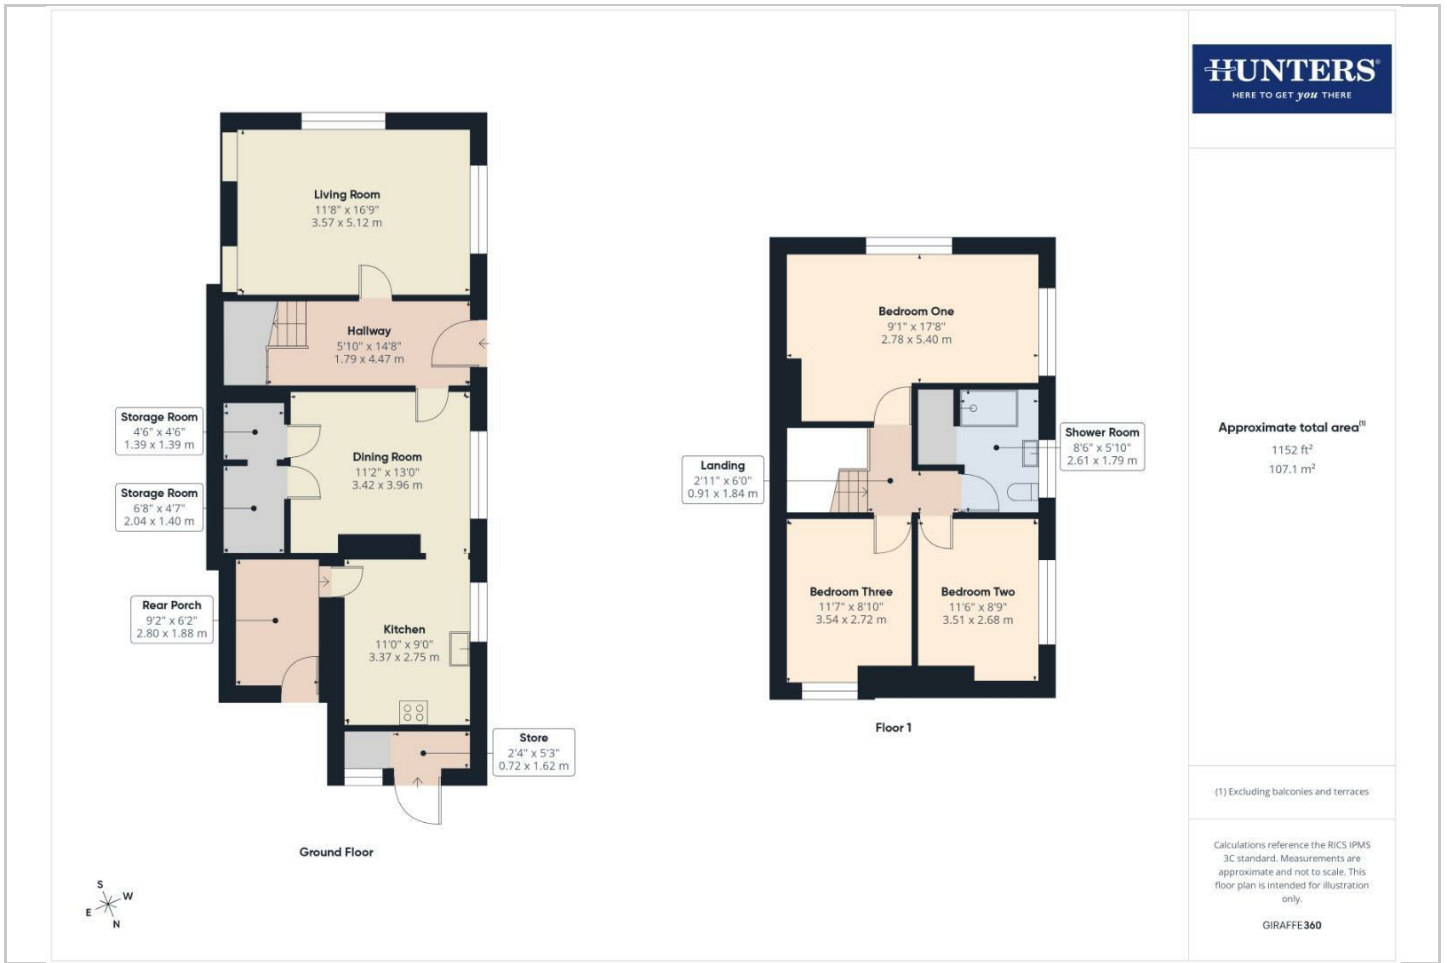 Living Room
11'8" x 16'9"
3.57 x 5.12 m
Hallway
5'10" x 14'8"
1.79 x 4.47 m
Storage Room
4'6" x 4'6"
1.39 x 1.39 m
Dining Room
11'2" x 13'0"
3.42 x 3.96 m
Storage Room
6'8" x 4'7"
2.04 x 1.40 m
Rear Porch
9'2" x 6'2"
2.80 x 1.88 m
Kitchen
11'0" x 9'0"
3.37 x 2.75 m
Store
2'4" x 5'3"
0.72 x 1.62 m
Ground Floor
S
W
E
N
Bedroom One
9'1" x 17'8"
2.78 x 5.40 m
Shower Room
8'6" x 5'10"
2.61 x 1.79 m
Landing
2'11" x 6'0"
0.91 x 1.84 m
Bedroom Three
11'7" x 8'10"
3.54 x 2.72 m
Bedroom Two
11'6" x 8'9"
3.51 x 2.68 m
Floor 1
HUNTERS®
HERE TO GET you THERE
Approximate total area⁽¹⁾
1152 ft²
107.1 m²
(1) Excluding balconies and terraces
Calculations reference the RICS IPMS
3C standard. Measurements are
approximate and not to scale. This
floor plan is intended for illustration
only.
GIRAFFE360